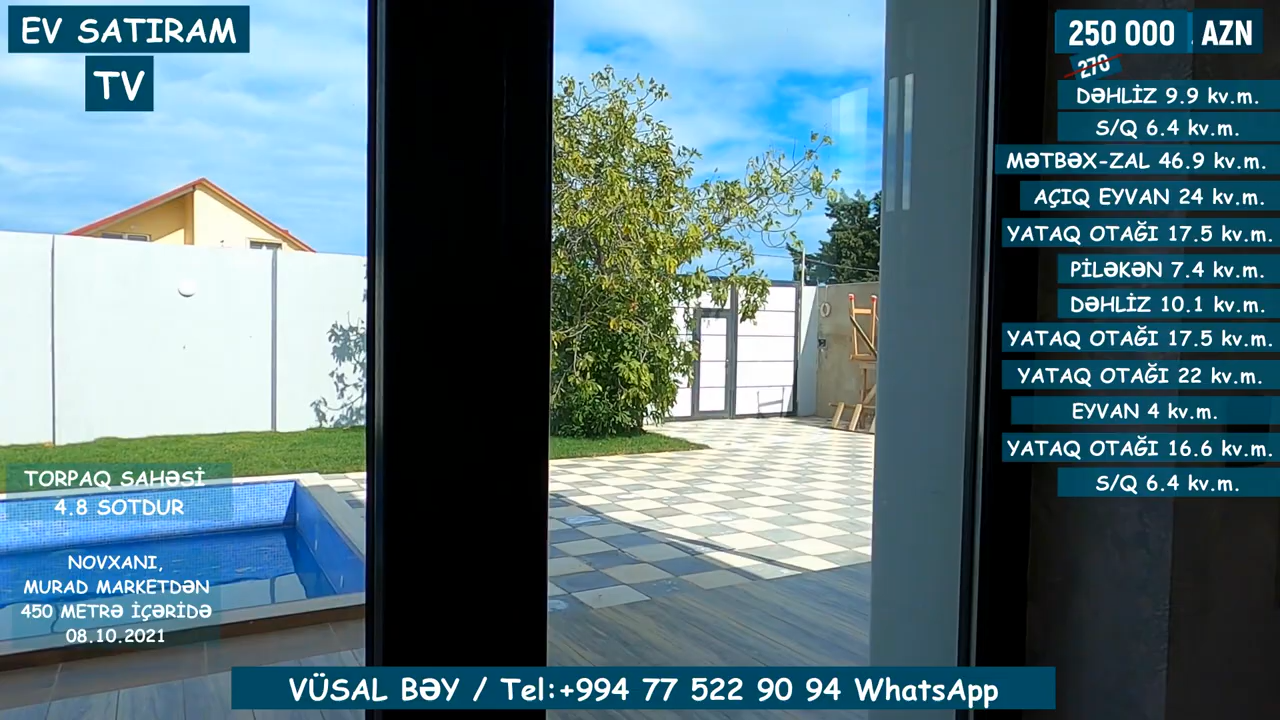 EV SATIRAM
TV
250 000 AZN
270
DƏHLİZ 9.9 kv.m.
S/Q 6.4 kv.m.
MƏTBƏX-ZAL 46.9 kv.m.
AÇIQ EYVAN 24 kv.m.
YATAQ OTAĞI 17.5 kv.m.
PİLƏKƏN 7.4 kv.m.
DƏHLİZ 10.1 kv.m.
YATAQ OTAĞI 17.5 kv.m.
YATAQ OTAĞI 22 kv.m.
EYVAN 4 kv.m.
YATAQ OTAĞI 16.6 kv.m.
S/Q 6.4 kv.m.
TORPAQ SAHƏSİ
4.8 SOTDUR
NOVXANI,
MURAD MARKETDƏN
450 METRƏ İÇƏRİDƏ
08.10.2021
VÜSAL BƏY / Tel:+994 77 522 90 94 WhatsApp